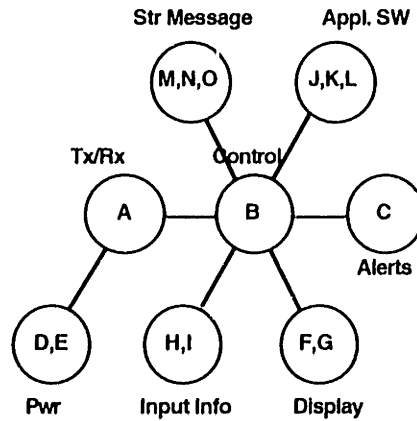 Str Message
Appl. SW
M,N,O
J,K,L
Tx/Rx
Control
A
B
C
Alerts
D,E
H,I
F,G
Pwr
Input Info
Display